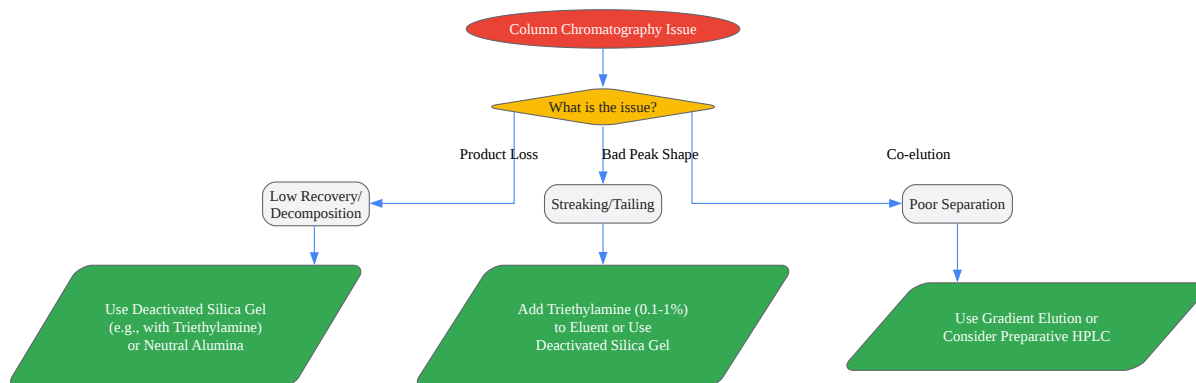 Column Chromatography Issue
What is the issue?
Product Loss
Bad Peak Shape
Co-elution
Low Recovery/
Decomposition
Streaking/Tailing
Poor Separation
Use Deactivated Silica Gel
(e.g., with Triethylamine)
or Neutral Alumina
Add Triethylamine (0.1-1%)
to Eluent or Use
Deactivated Silica Gel
Use Gradient Elution or
Consider Preparative HPLC